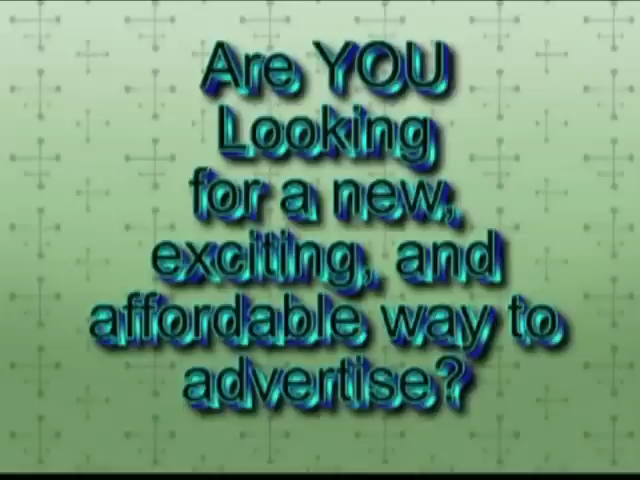 Are YOU
Looking
for a new,
exciting, and
affordable way to
advertise?